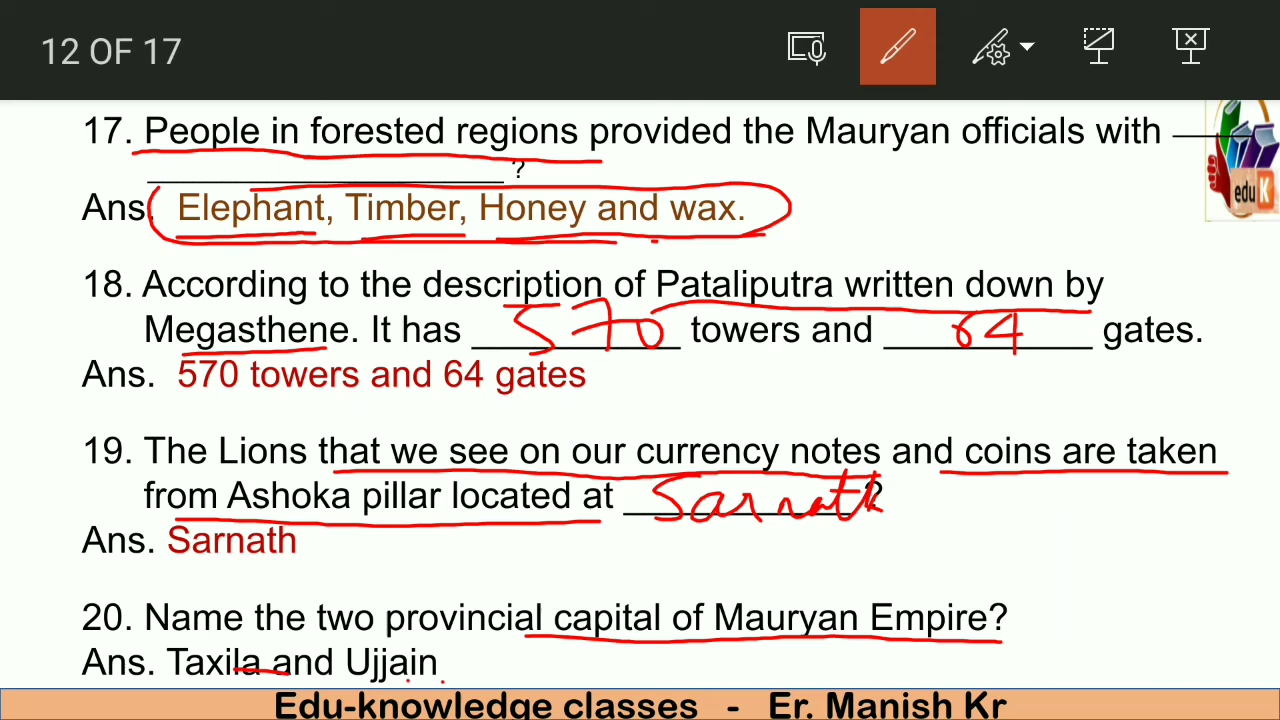 12 OF 17
17. People in forested regions provided the Mauryan officials with
____________________ ?
Ans. Elephant, Timber, Honey and wax.
edu K
18. According to the description of Pataliputra written down by
Megasthene. It has 570 towers and 64 gates.
Ans. 570 towers and 64 gates
19. The Lions that we see on our currency notes and coins are taken
from Ashoka pillar located at Sarnath ?
Ans. Sarnath
20. Name the two provincial capital of Mauryan Empire?
Ans. Taxila and Ujjain
Edu-knowledge classes - Er. Manish Kr